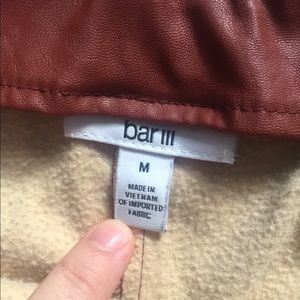 bar III
M
MADE IN
VIETNAM
OF IMPORTED
FABRIC